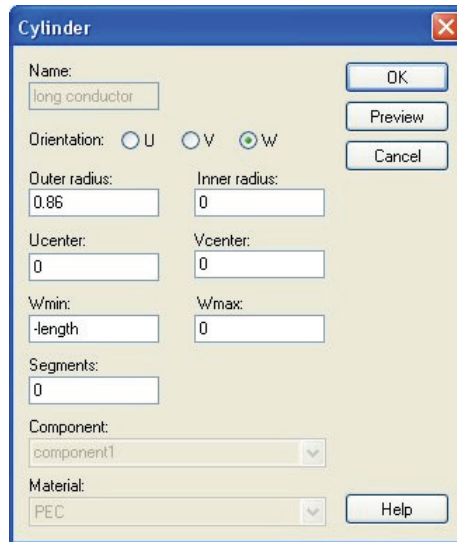 Cylinder
Name:
long conductor
OK
Orientation: U V W
Preview
Cancel
Outer radius: Inner radius:
0.86 0
Ucenter: Vcenter:
0 0
Wmin: Wmax:
-length 0
Segments:
0
Component:
component1
Material:
PEC
Help